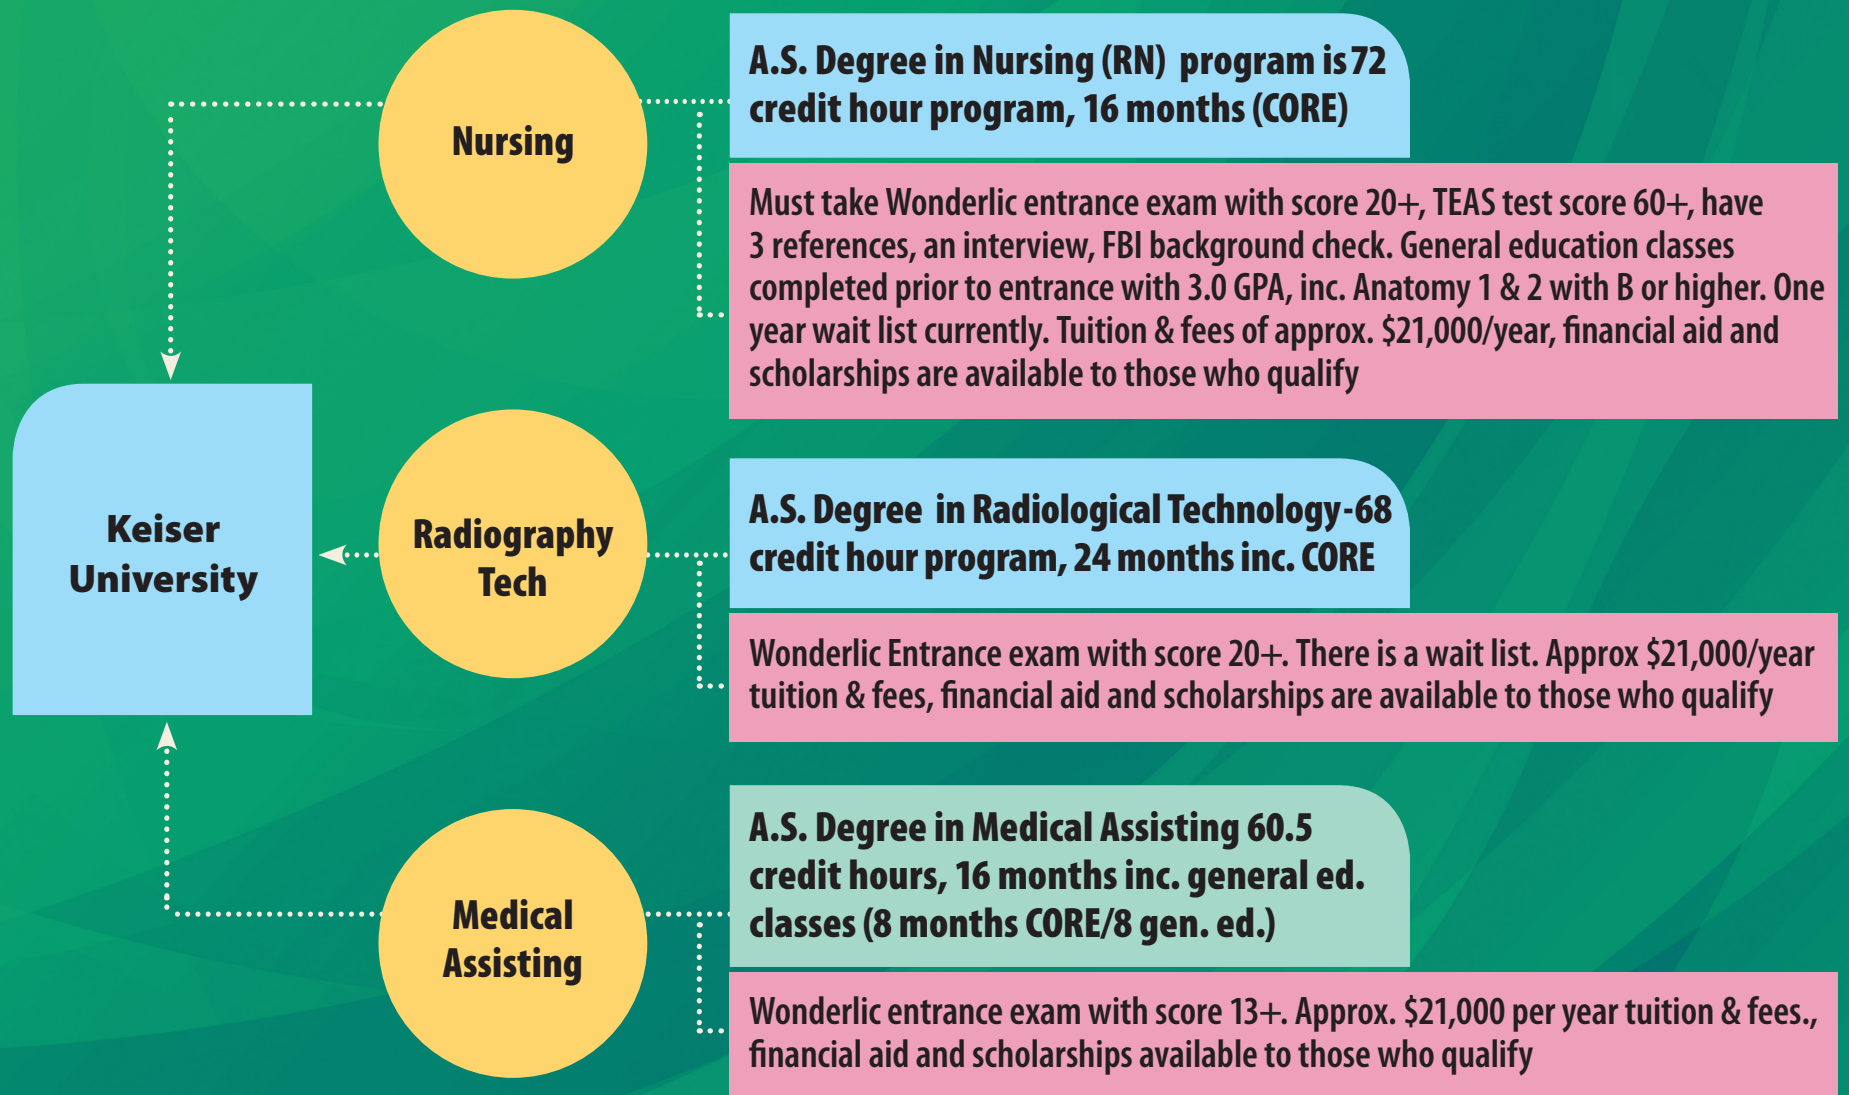 Nursing
A.S. Degree in Nursing (RN) program is 72
credit hour program, 16 months (CORE)
Must take Wonderlic entrance exam with score 20+, TEAS test score 60+, have
3 references, an interview, FBI background check. General education classes
completed prior to entrance with 3.0 GPA, inc. Anatomy 1 & 2 with B or higher. One
year wait list currently. Tuition & fees of approx. $21,000/year, financial aid and
scholarships are available to those who qualify
Keiser
University
Radiography
Tech
A.S. Degree in Radiological Technology-68
credit hour program, 24 months inc. CORE
Wonderlic Entrance exam with score 20+. There is a wait list. Approx $21,000/year
tuition & fees, financial aid and scholarships are available to those who qualify
Medical
Assisting
A.S. Degree in Medical Assisting 60.5
credit hours, 16 months inc. general ed.
classes (8 months CORE/8 gen. ed.)
Wonderlic entrance exam with score 13+. Approx. $21,000 per year tuition & fees.,
financial aid and scholarships available to those who qualify